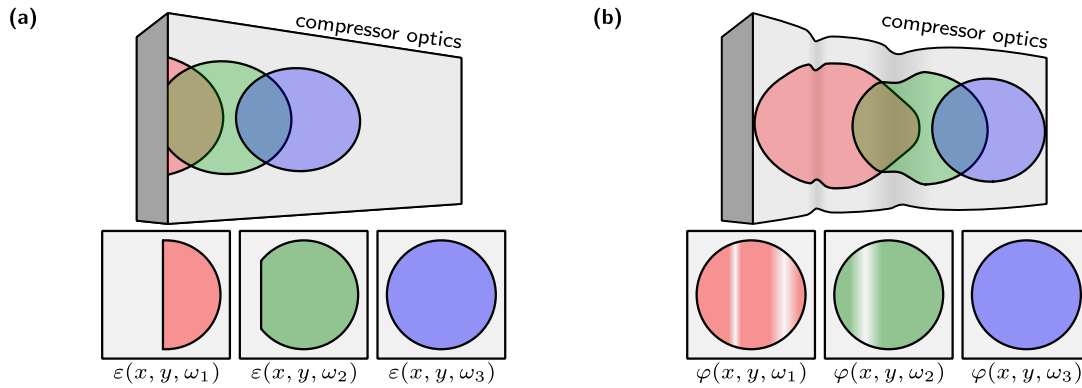 (a)
compressor optics
ε(x, y, ω₁)
ε(x, y, ω₂)
ε(x, y, ω₃)
(b)
compressor optics
φ(x, y, ω₁)
φ(x, y, ω₂)
φ(x, y, ω₃)